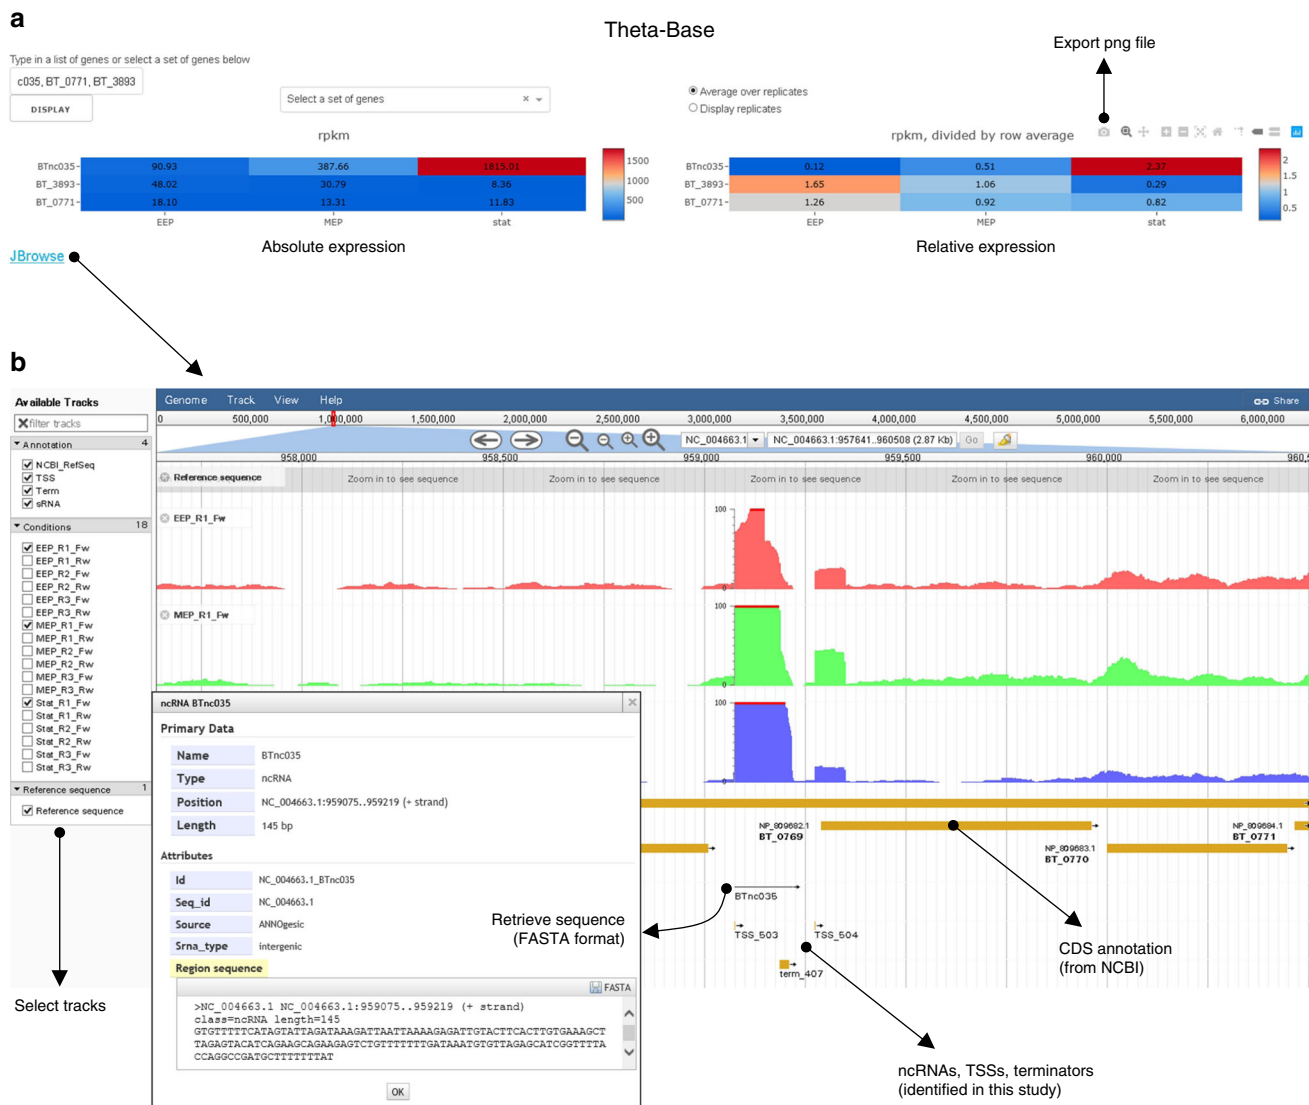 a
Theta-Base
Type in a list of genes or select a set of genes below
c035, BT_0771, BT_3893
DISPLAY
Select a set of genes
Average over replicates
Display replicates
Export png file
rpkm
BTnc035
90.93
387.66
1815.01
BT_3893
48.02
30.79
8.36
BT_0771
18.10
13.31
11.83
EEP
MEP
stat
1500
1000
500
Absolute expression
rpkm, divided by row average
BTnc035
0.12
0.51
2.37
BT_3893
1.65
1.06
0.29
BT_0771
1.26
0.92
0.82
EEP
MEP
stat
2
1.5
1
0.5
Relative expression
JBrowse
b
Available Tracks
filter tracks
Annotation 4
NCBI_RefSeq
TSS
Term
sRNA
Conditions 18
EEP_R1_Fw
EEP_R1_Rw
EEP_R2_Fw
EEP_R2_Rw
EEP_R3_Fw
EEP_R3_Rw
MEP_R1_Fw
MEP_R1_Rw
MEP_R2_Fw
MEP_R2_Rw
MEP_R3_Fw
MEP_R3_Rw
Stat_R1_Fw
Stat_R1_Rw
Stat_R2_Fw
Stat_R2_Rw
Stat_R3_Fw
Stat_R3_Rw
Reference sequence 1
Reference sequence
Select tracks
Genome Track View Help Share
0 500,000 1,000,000 1,500,000 2,000,000 2,500,000 3,000,000 3,500,000 4,000,000 4,500,000 5,000,000 5,500,000 6,000,000
NC_004663.1 NC_004663.1:957641..960508 (2.87 Kb) Go
958,000 958,500 959,000 959,500 960,000 960,5
Reference sequence Zoom in to see sequence Zoom in to see sequence Zoom in to see sequence Zoom in to see sequence Zoom in to see sequence
EEP_R1_Fw
100
0
MEP_R1_Fw
100
0
100
0
ncRNA BTnc035
Primary Data
Name BTnc035
Type ncRNA
Position NC_004663.1:959075..959219 (+ strand)
Length 145 bp
Attributes
Id NC_004663.1_BTnc035
Seq_id NC_004663.1
Source ANNOgesic
Srna_type intergenic
Region sequence
FASTA
>NC_004663.1 NC_004663.1:959075..959219 (+ strand)
class=ncRNA length=145
GTGTTTTTCATAGTATTAGATAAAGATTAATTAAAAGAGATTGTACTTCACTTGTGAAAGCT
TAGAGTACATCAGAAGCAGAAGAGTCTGTTTTTTTGATAAATGTGTTAGAGCATCGGTTTTA
CCAGGCCGATGCTTTTTTTAT
OK
NP_809682.1
BT_0769
NP_809683.1
BT_0770
NP_809684.1
BT_0771
BTnc035
TSS_503
TSS_504
term_407
Retrieve sequence
(FASTA format)
CDS annotation
(from NCBI)
ncRNAs, TSSs, terminators
(identified in this study)